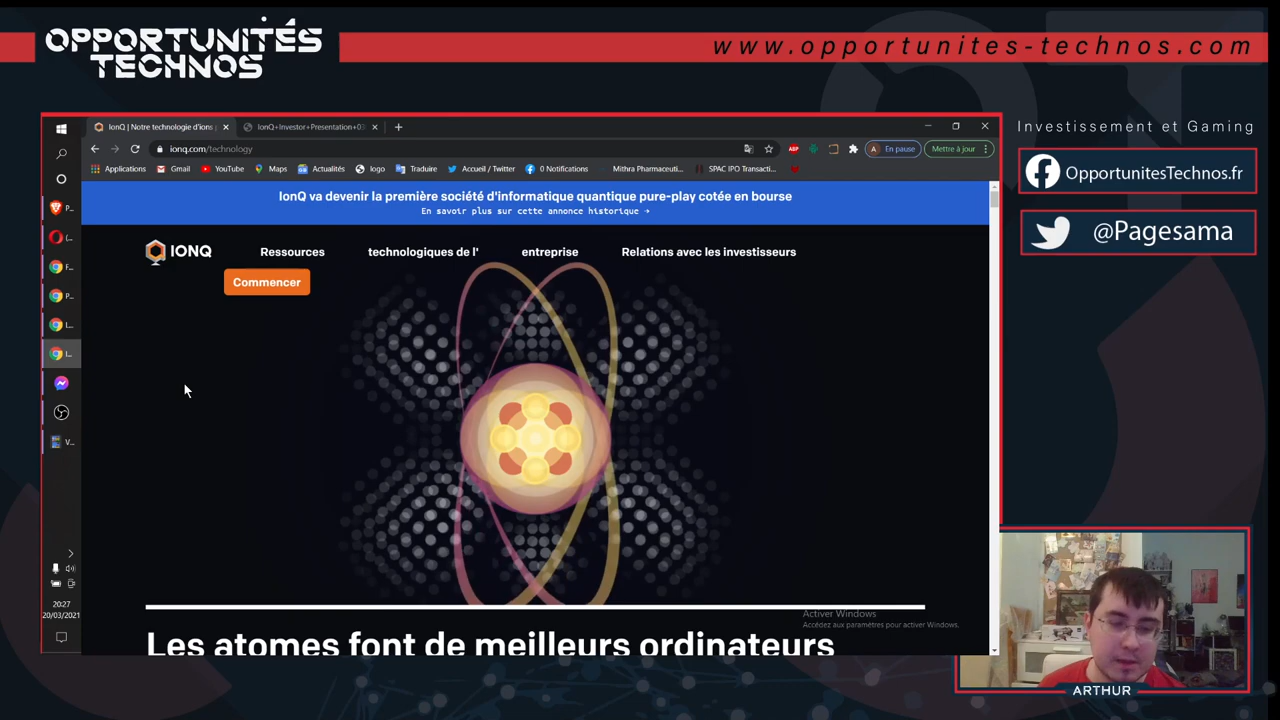 OPPORTUNITÉS
TECHNOS
www.opportunites-technos.com
Investissement et Gaming
OpportunitesTechnos.fr
@Pagesama
IonQ | Notre technologie d'ions
IonQ+Investor+Presentation+03
ionq.com/technology
ABP
A
En pause
Mettre à jour
Applications
Gmail
YouTube
Maps
Actualités
logo
Traduire
Accueil / Twitter
0 Notifications
Mithra Pharmaceuti...
SPAC IPO Transacti...
IonQ va devenir la première société d'informatique quantique pure-play cotée en bourse
En savoir plus sur cette annonce historique →
IONQ
Ressources
technologiques de l'
entreprise
Relations avec les investisseurs
Commencer
P...
(...
F...
P...
I...
I...
V...
20:27
20/03/2021
Activer Windows
Accédez aux paramètres pour activer Windows.
Les atomes font de meilleurs ordinateurs
ARTHUR